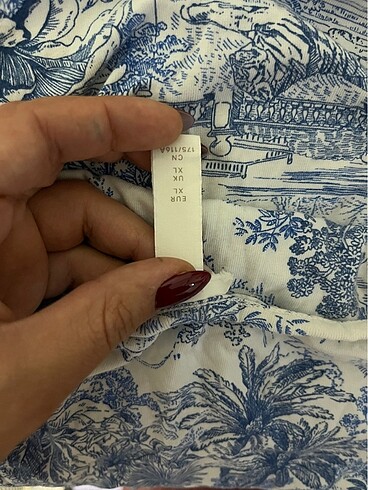 EUR XL
UK XL
CN 175/116A